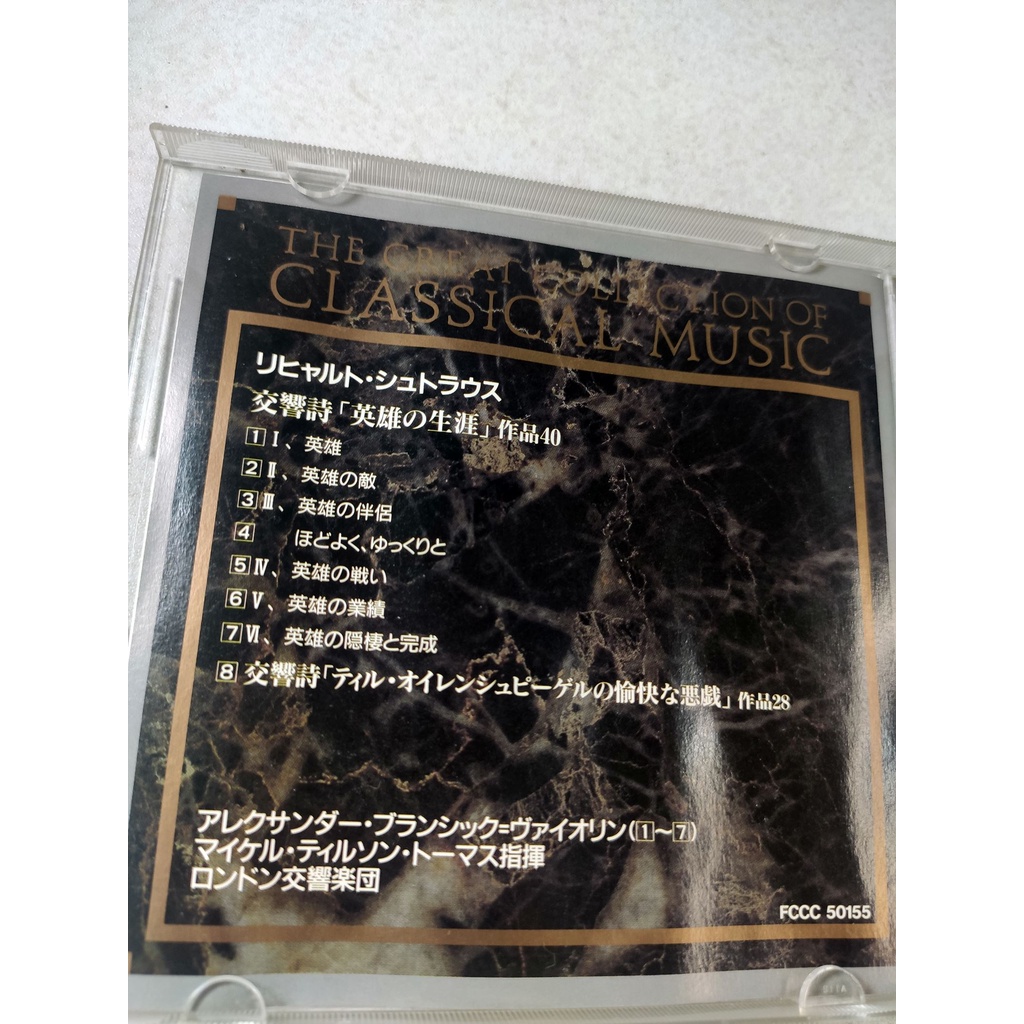 THE GREAT COLLECTION OF
CLASSICAL MUSIC
リヒャルト・シュトラウス
交響詩「英雄の生涯」作品40
1 Ⅰ、英雄
2 Ⅱ、英雄の敵
3 Ⅲ、英雄の伴侶
4 ほどよく、ゆっくりと
5 Ⅳ、英雄の戦い
6 Ⅴ、英雄の業績
7 Ⅵ、英雄の隠棲と完成
8 交響詩「ティル・オイレンシュピーゲルの愉快な悪戯」作品28
アレクサンダー・ブランシック=ヴァイオリン(1〜7)
マイケル・ティルソン・トーマス指揮
ロンドン交響楽団
FCCC 50155